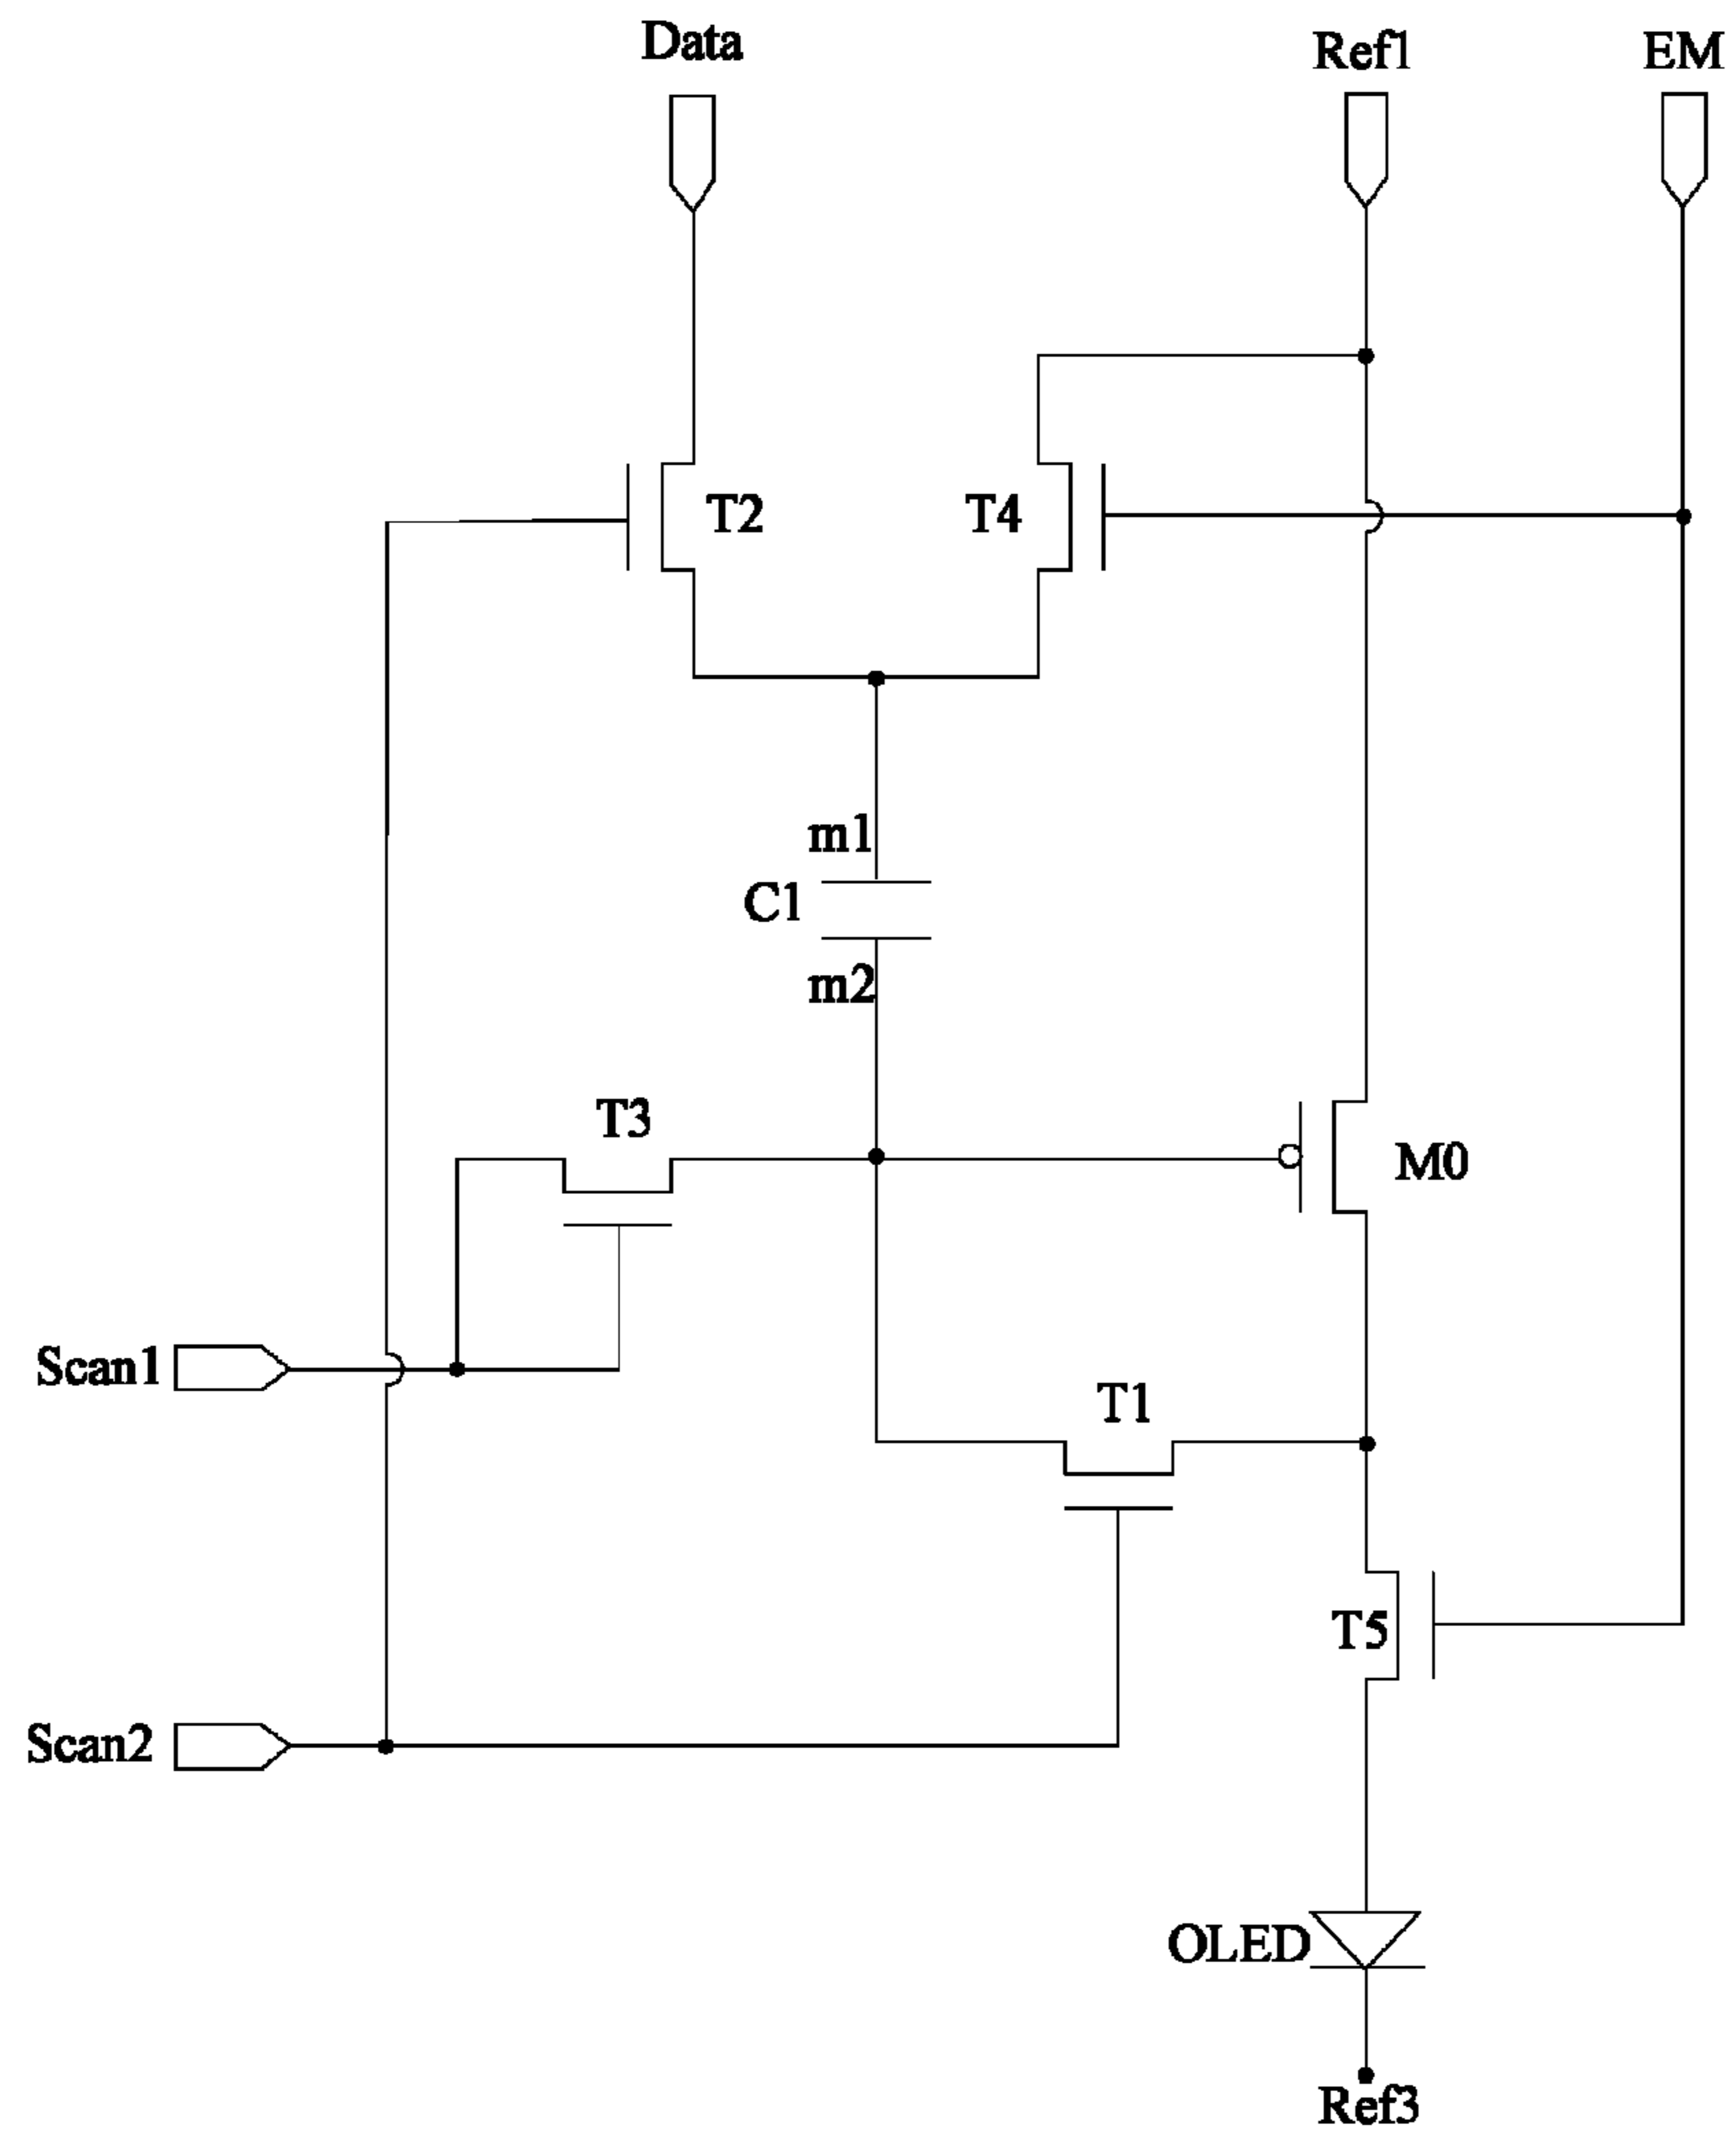 Data
Ref1
EM
T2
T4
m1
C1
m2
T3
M0
Scan1
T1
T5
Scan2
OLED
Ref3